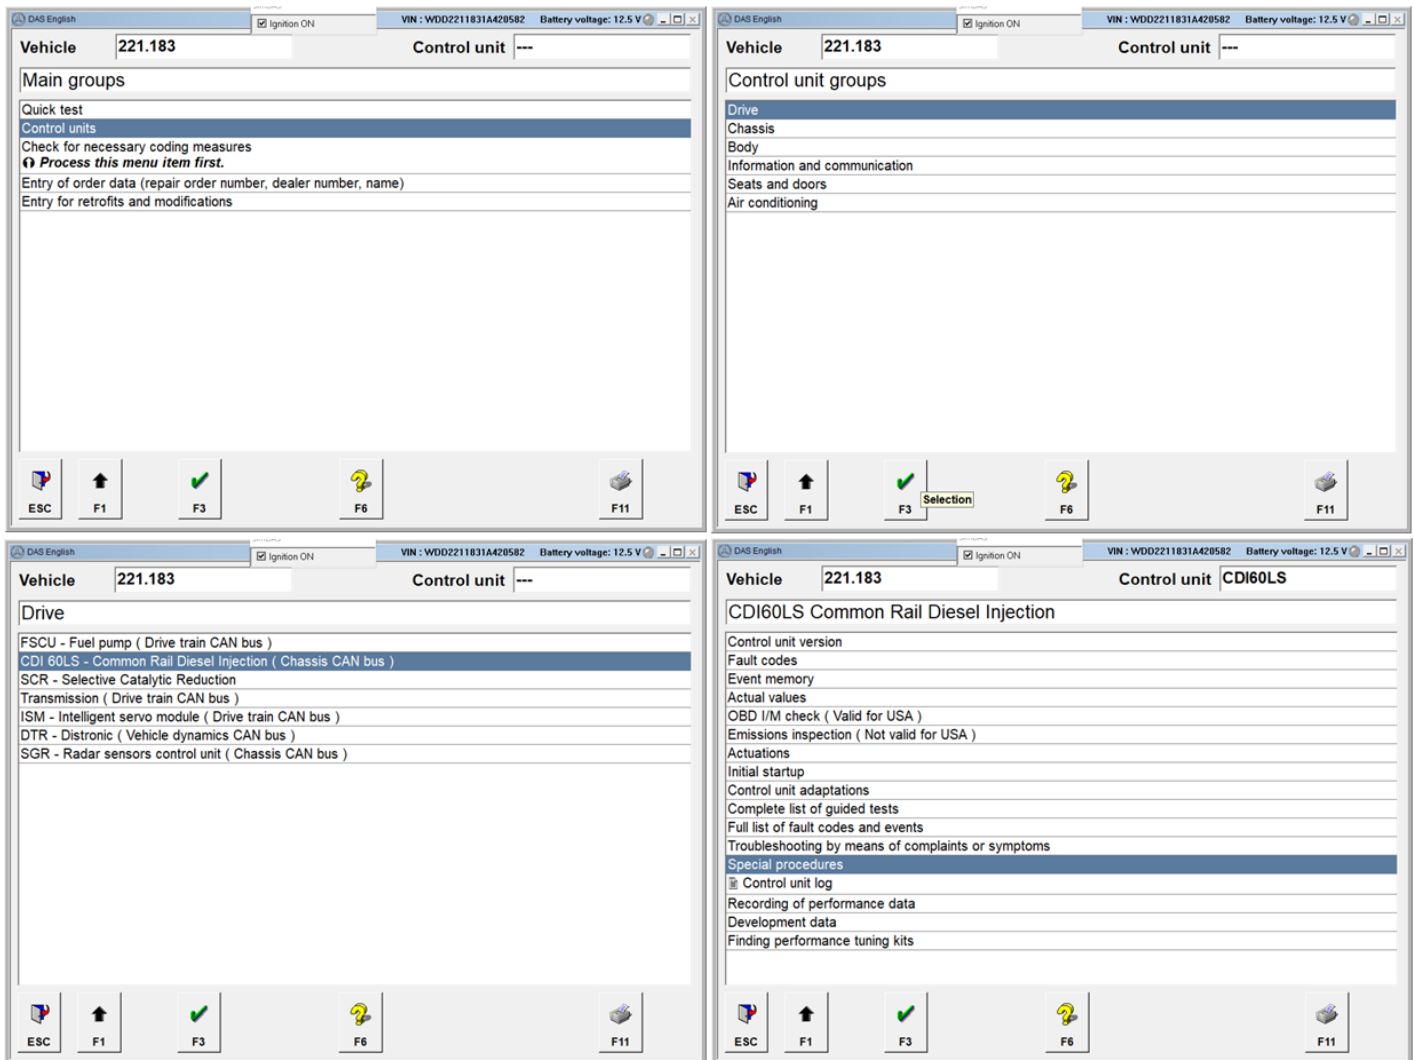 DAS English
Ignition ON
VIN : WDD2211831A420582 Battery voltage: 12.5 V
Vehicle 221.183 Control unit ---
Main groups
Quick test
Control units
Check for necessary coding measures
Process this menu item first.
Entry of order data (repair order number, dealer number, name)
Entry for retrofits and modifications
ESC F1 F3 F6 F11
DAS English
Ignition ON
VIN : WDD2211831A420582 Battery voltage: 12.5 V
Vehicle 221.183 Control unit ---
Control unit groups
Drive
Chassis
Body
Information and communication
Seats and doors
Air conditioning
Selection
ESC F1 F3 F6 F11
DAS English
Ignition ON
VIN : WDD2211831A420582 Battery voltage: 12.5 V
Vehicle 221.183 Control unit ---
Drive
FSCU - Fuel pump ( Drive train CAN bus )
CDI 60LS - Common Rail Diesel Injection ( Chassis CAN bus )
SCR - Selective Catalytic Reduction
Transmission ( Drive train CAN bus )
ISM - Intelligent servo module ( Drive train CAN bus )
DTR - Distronic ( Vehicle dynamics CAN bus )
SGR - Radar sensors control unit ( Chassis CAN bus )
ESC F1 F3 F6 F11
DAS English
Ignition ON
VIN : WDD2211831A420582 Battery voltage: 12.5 V
Vehicle 221.183 Control unit CDI60LS
CDI60LS Common Rail Diesel Injection
Control unit version
Fault codes
Event memory
Actual values
OBD I/M check ( Valid for USA )
Emissions inspection ( Not valid for USA )
Actuations
Initial startup
Control unit adaptations
Complete list of guided tests
Full list of fault codes and events
Troubleshooting by means of complaints or symptoms
Special procedures
Control unit log
Recording of performance data
Development data
Finding performance tuning kits
ESC F1 F3 F6 F11